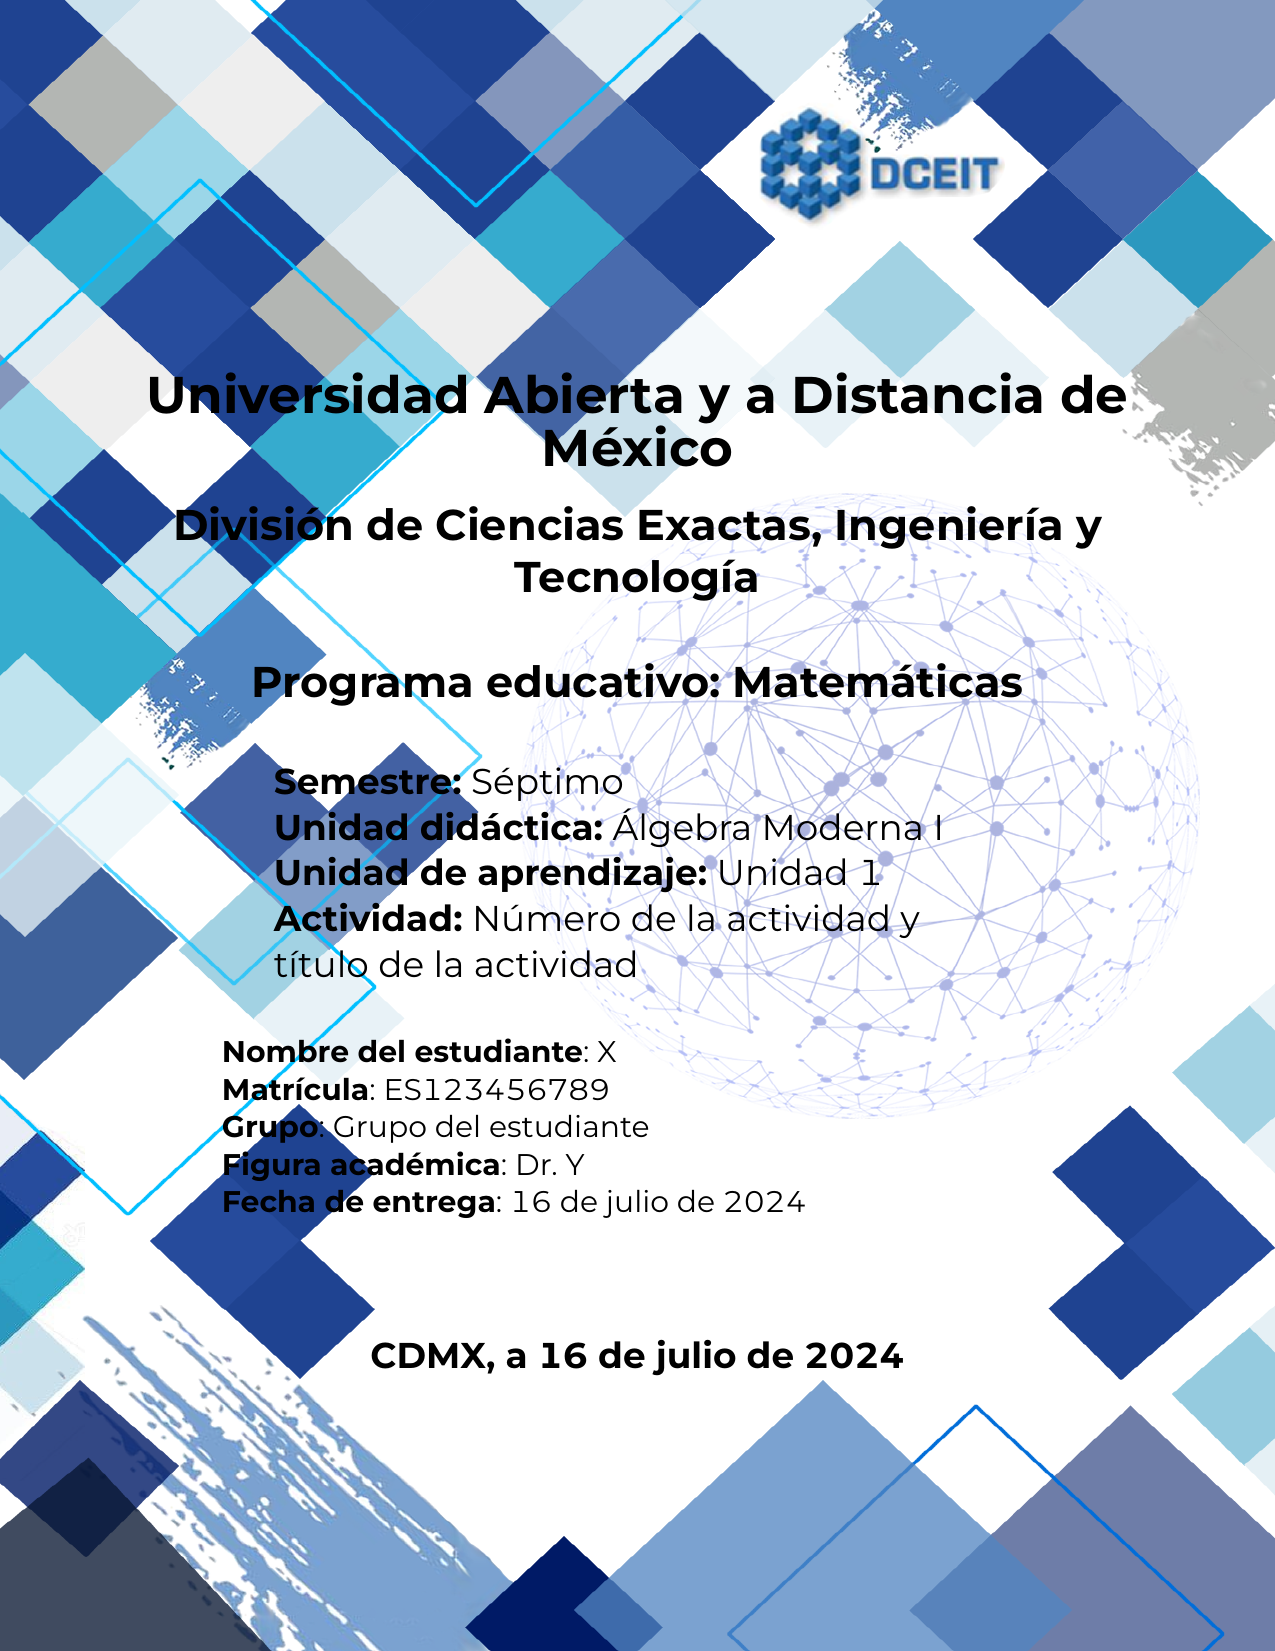 DCEIT
Universidad Abierta y a Distancia de
México
División de Ciencias Exactas, Ingeniería y
Tecnología
Programa educativo: Matemáticas
Semestre: Séptimo
Unidad didáctica: Álgebra Moderna I
Unidad de aprendizaje: Unidad 1
Actividad: Número de la actividad y
título de la actividad
Nombre del estudiante: X
Matrícula: ES123456789
Grupo: Grupo del estudiante
Figura académica: Dr. Y
Fecha de entrega: 16 de julio de 2024
CDMX, a 16 de julio de 2024